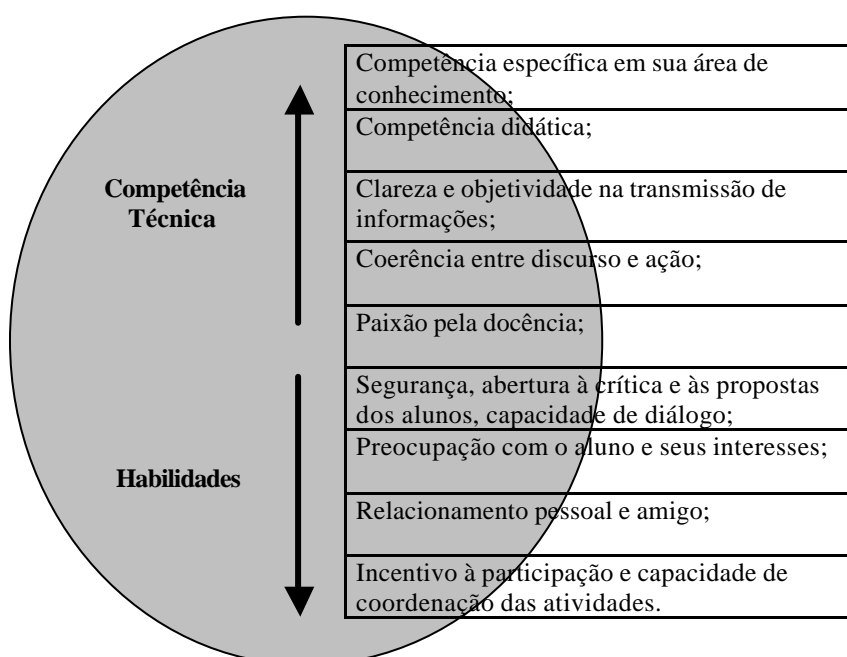 Competência específica em sua área de
conhecimento;
Competência didática;
Competência
Técnica
Clareza e objetividade na transmissão de
informações;
Coerência entre discurso e ação;
Paixão pela docência;
Segurança, abertura à crítica e às propostas
dos alunos, capacidade de diálogo;
Preocupação com o aluno e seus interesses;
Habilidades
Relacionamento pessoal e amigo;
Incentivo à participação e capacidade de
coordenação das atividades.